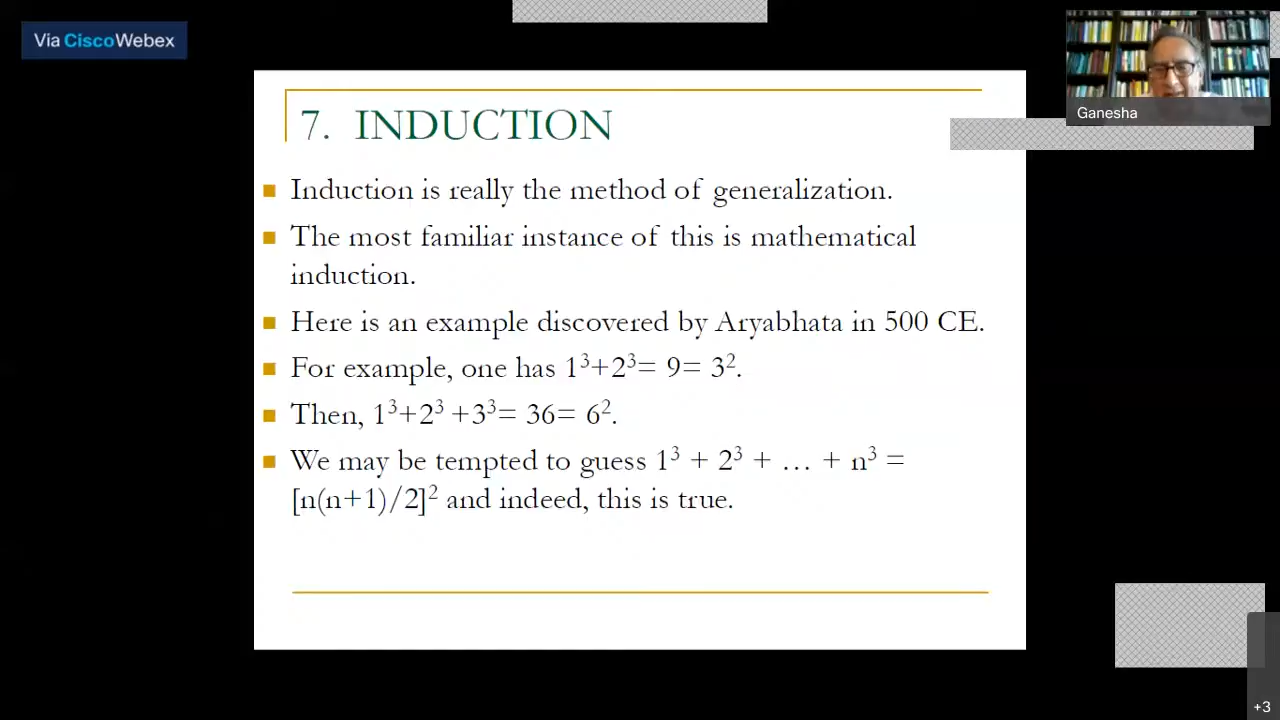 Via CiscoWebex
Ganesha
7. INDUCTION
Induction is really the method of generalization.
The most familiar instance of this is mathematical
induction.
Here is an example discovered by Aryabhata in 500 CE.
For example, one has 1³+2³= 9= 3².
Then, 1³+2³ +3³= 36= 6².
We may be tempted to guess 1³ + 2³ + … + n³ =
[n(n+1)/2]² and indeed, this is true.
+3